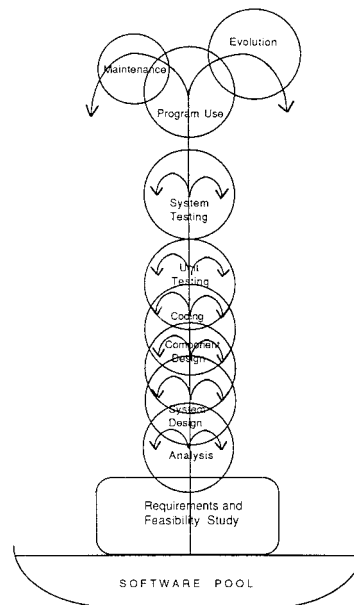 Evolution
Maintenance
Program Use
System
Testing
Unit
Testing
Coding
Component
Design
System
Design
Analysis
Requirements and
Feasibility Study
SOFTWARE POOL